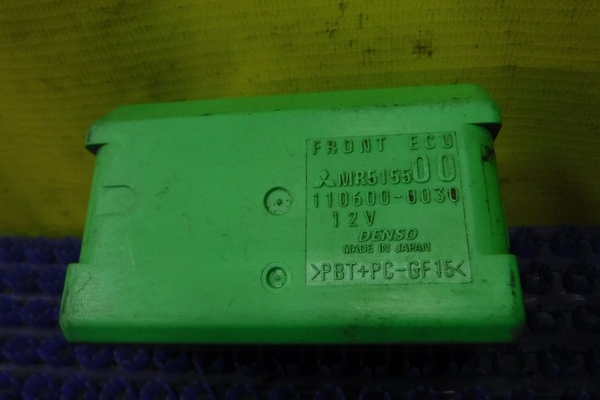 FRONT ECU
MR515500
110600-0030
12V
DENSO
MADE IN JAPAN
>PBT+PC-GF15<